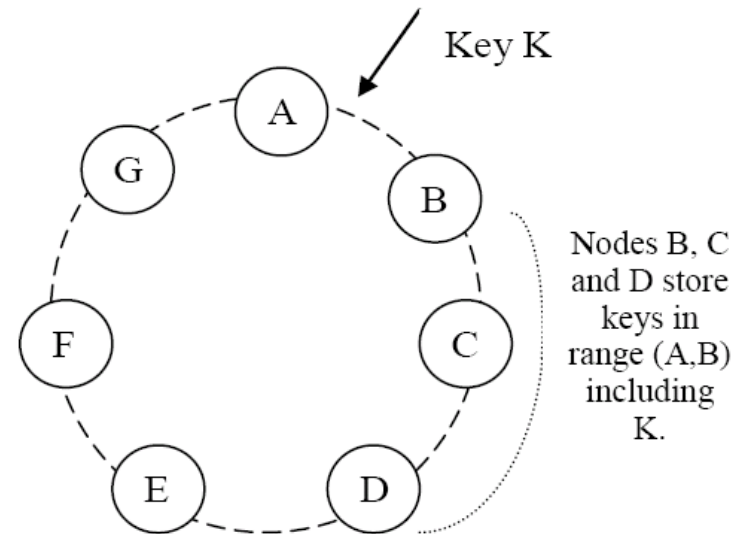 Key K
A
G
B
Nodes B, C
and D store
keys in
range (A,B)
including
K.
F
C
E
D